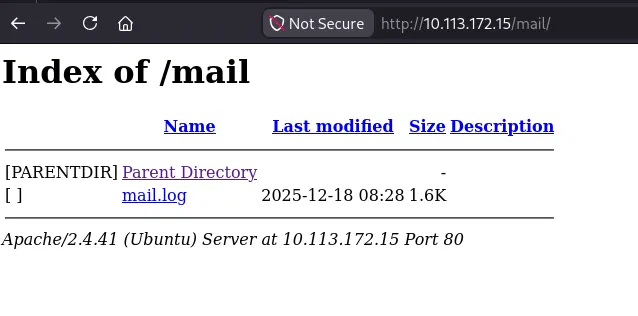 Not Secure http://10.113.172.15/mail/
Index of /mail
Name Last modified Size Description
[PARENTDIR] Parent Directory -
[ ] mail.log 2025-12-18 08:28 1.6K
Apache/2.4.41 (Ubuntu) Server at 10.113.172.15 Port 80